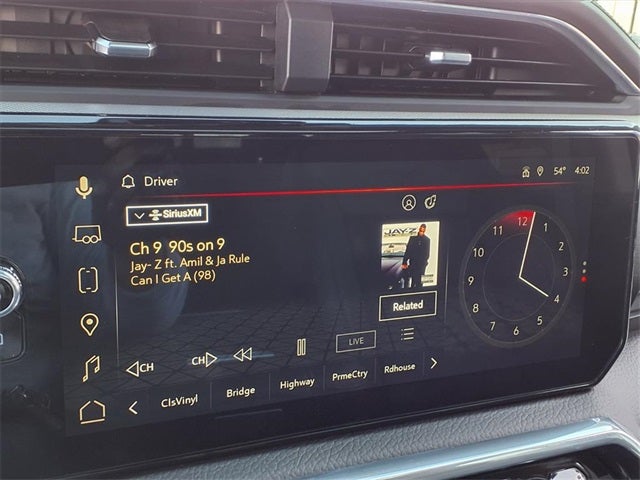 Driver
54° 4:02
SiriusXM
Ch 9 90s on 9
Jay- Z ft. Amil & Ja Rule
Can I Get A (98)
JAY-Z
Related
12
1
2
3
4
5
6
7
8
9
10
11
CH
CH
LIVE
ClsVinyl
Bridge
Highway
PrmeCtry
Rdhouse